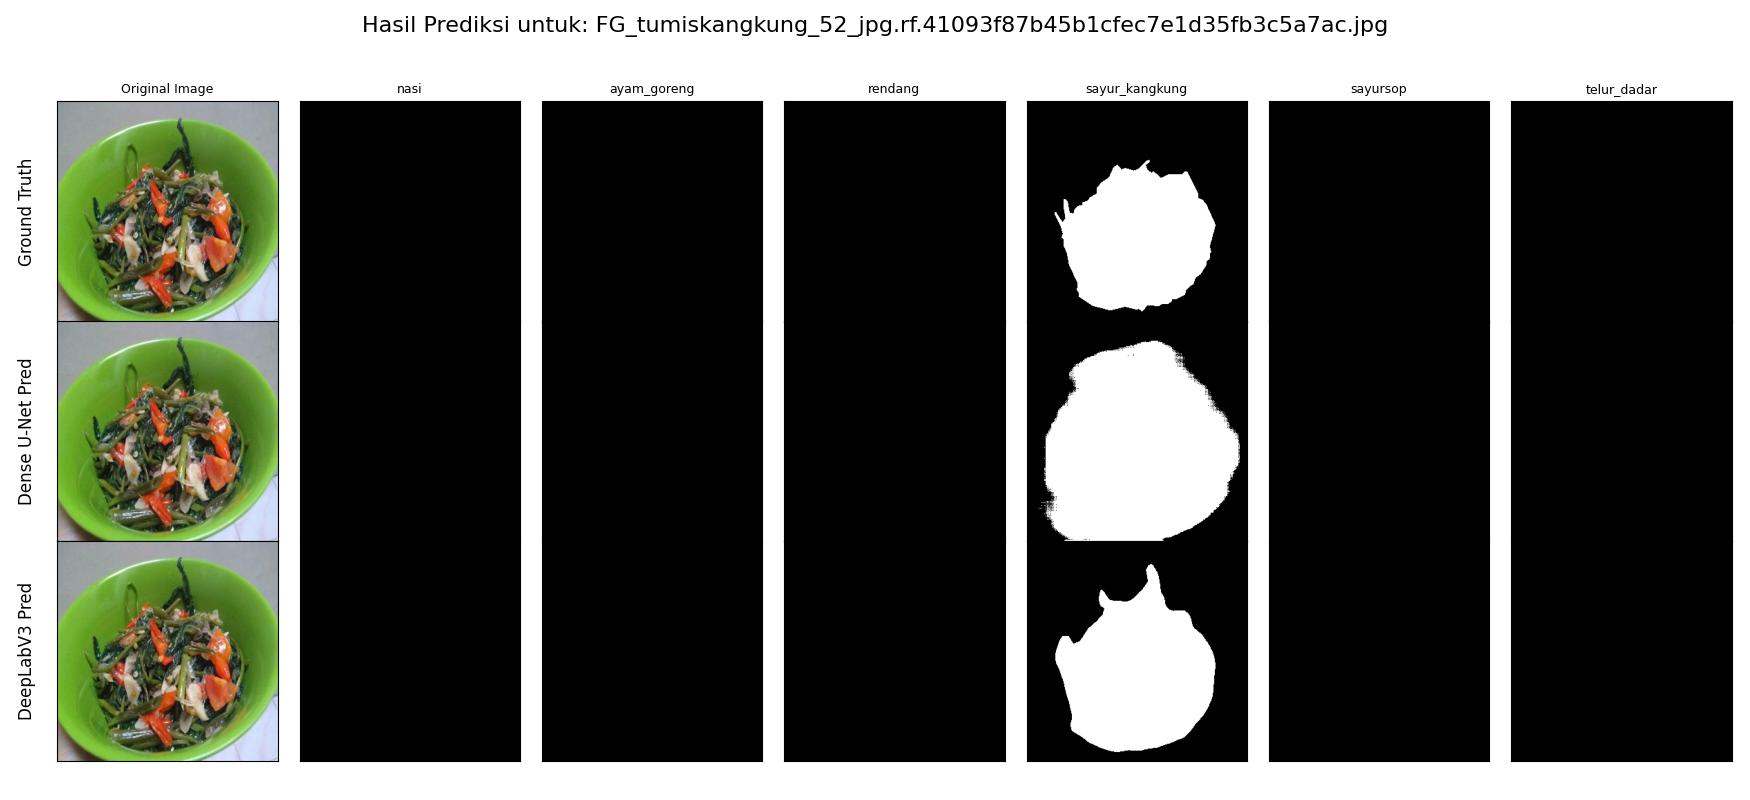 Hasil Prediksi untuk: FG_tumiskangkung_52_jpg.rf.41093f87b45b1cfec7e1d35fb3c5a7ac.jpg
Original Image nasi ayam_goreng rendang sayur_kangkung sayursop telur_dadar
Ground Truth
Dense U-Net Pred
DeepLabV3 Pred